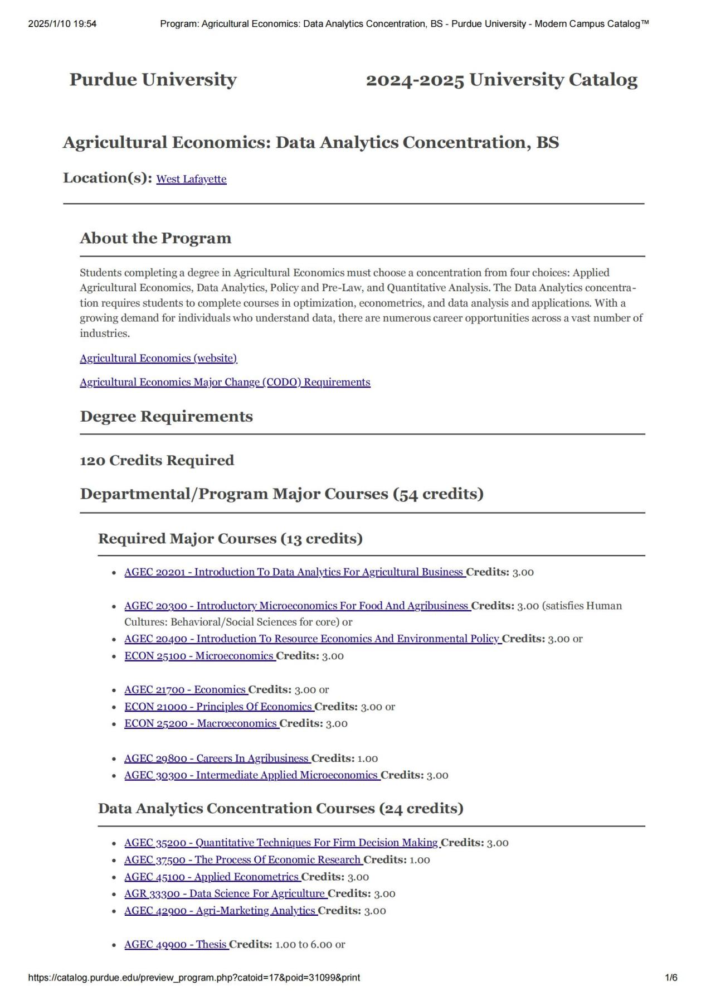 2025/1/10 19:54 Program: Agricultural Economics: Data Analytics Concentration, BS - Purdue University - Modern Campus Catalog™
Purdue University 2024-2025 University Catalog
Agricultural Economics: Data Analytics Concentration, BS
Location(s): West Lafayette
About the Program
Students completing a degree in Agricultural Economics must choose a concentration from four choices: Applied
Agricultural Economics, Data Analytics, Policy and Pre-Law, and Quantitative Analysis. The Data Analytics concentra-
tion requires students to complete courses in optimization, econometrics, and data analysis and applications. With a
growing demand for individuals who understand data, there are numerous career opportunities across a vast number of
industries.
Agricultural Economics (website)
Agricultural Economics Major Change (CODO) Requirements
Degree Requirements
120 Credits Required
Departmental/Program Major Courses (54 credits)
Required Major Courses (13 credits)
• AGEC 20201 - Introduction To Data Analytics For Agricultural Business Credits: 3.00
• AGEC 20300 - Introductory Microeconomics For Food And Agribusiness Credits: 3.00 (satisfies Human
Cultures: Behavioral/Social Sciences for core) or
• AGEC 20400 - Introduction To Resource Economics And Environmental Policy Credits: 3.00 or
• ECON 25100 - Microeconomics Credits: 3.00
• AGEC 21700 - Economics Credits: 3.00 or
• ECON 21000 - Principles Of Economics Credits: 3.00 or
• ECON 25200 - Macroeconomics Credits: 3.00
• AGEC 29800 - Careers In Agribusiness Credits: 1.00
• AGEC 30300 - Intermediate Applied Microeconomics Credits: 3.00
Data Analytics Concentration Courses (24 credits)
• AGEC 35200 - Quantitative Techniques For Firm Decision Making Credits: 3.00
• AGEC 37500 - The Process Of Economic Research Credits: 1.00
• AGEC 45100 - Applied Econometrics Credits: 3.00
• AGR 33300 - Data Science For Agriculture Credits: 3.00
• AGEC 42900 - Agri-Marketing Analytics Credits: 3.00
• AGEC 49900 - Thesis Credits: 1.00 to 6.00 or
https://catalog.purdue.edu/preview_program.php?catoid=17&poid=31099&print 1/6